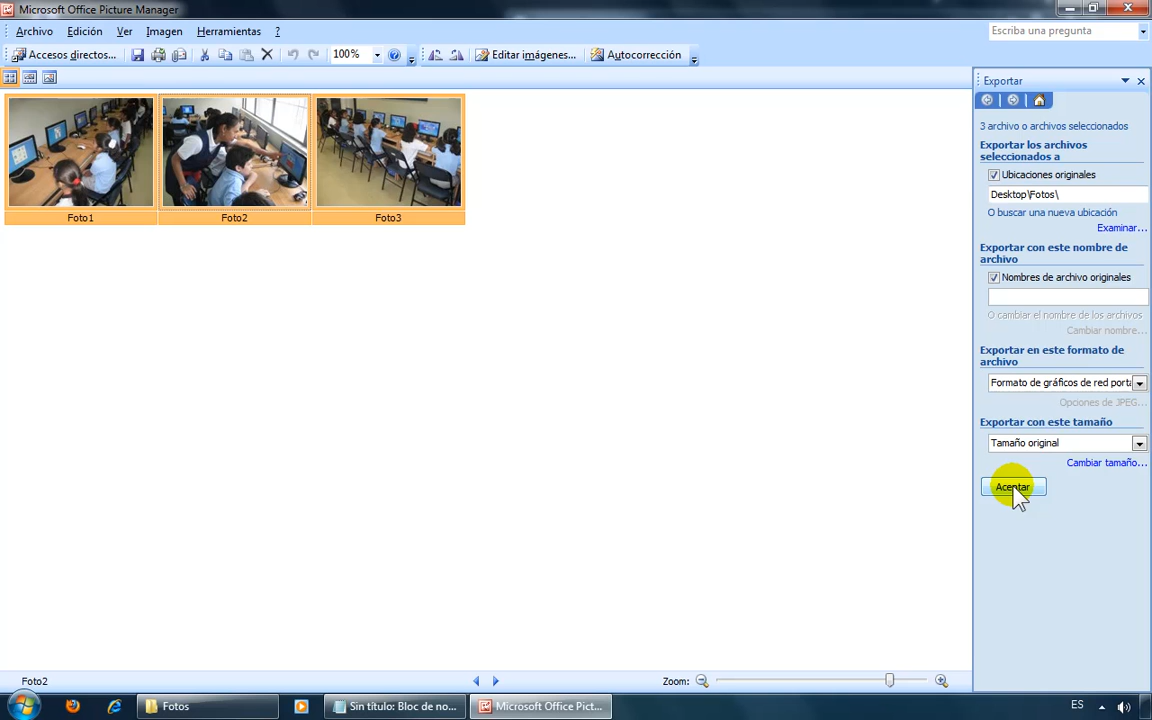 Microsoft Office Picture Manager
Archivo Edición Ver Imagen Herramientas ?
Escriba una pregunta
Accesos directos... 100% Editar imágenes... Autocorrección
Exportar
Foto1 Foto2 Foto3
3 archivo o archivos seleccionados
Exportar los archivos
seleccionados a
Ubicaciones originales
Desktop\Fotos\
O buscar una nueva ubicación
Examinar...
Exportar con este nombre de
archivo
Nombres de archivo originales
O cambiar el nombre de los archivos
Cambiar nombre...
Exportar en este formato de
archivo
Formato de gráficos de red porta
Opciones de JPEG...
Exportar con este tamaño
Tamaño original
Cambiar tamaño...
Aceptar
Foto2 Zoom:
Fotos Sin título: Bloc de no... Microsoft Office Pict... ES